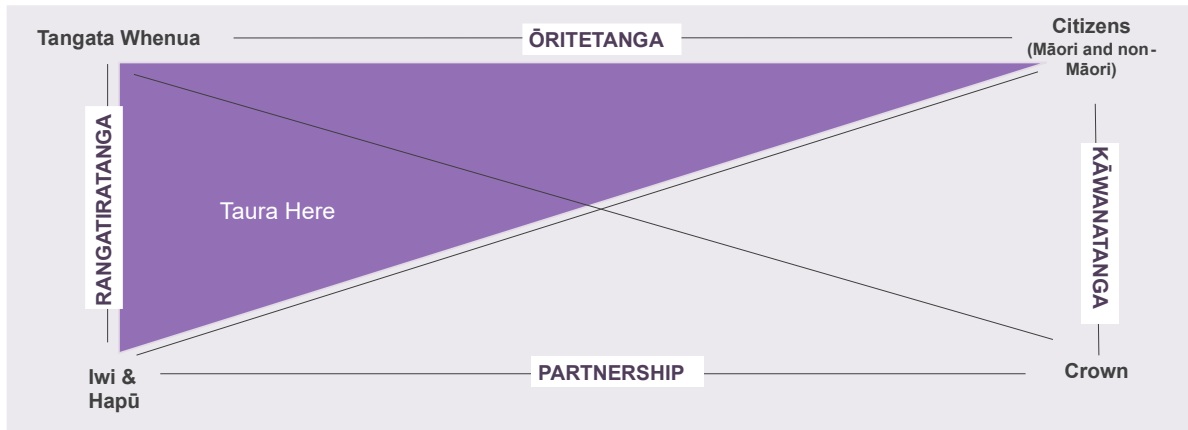 Tangata Whenua
ŌRITETANGA
Citizens
(Māori and non-
Māori)
RANGATIRATANGA
Taura Here
KĀWANATANGA
Iwi &
Hapū
PARTNERSHIP
Crown